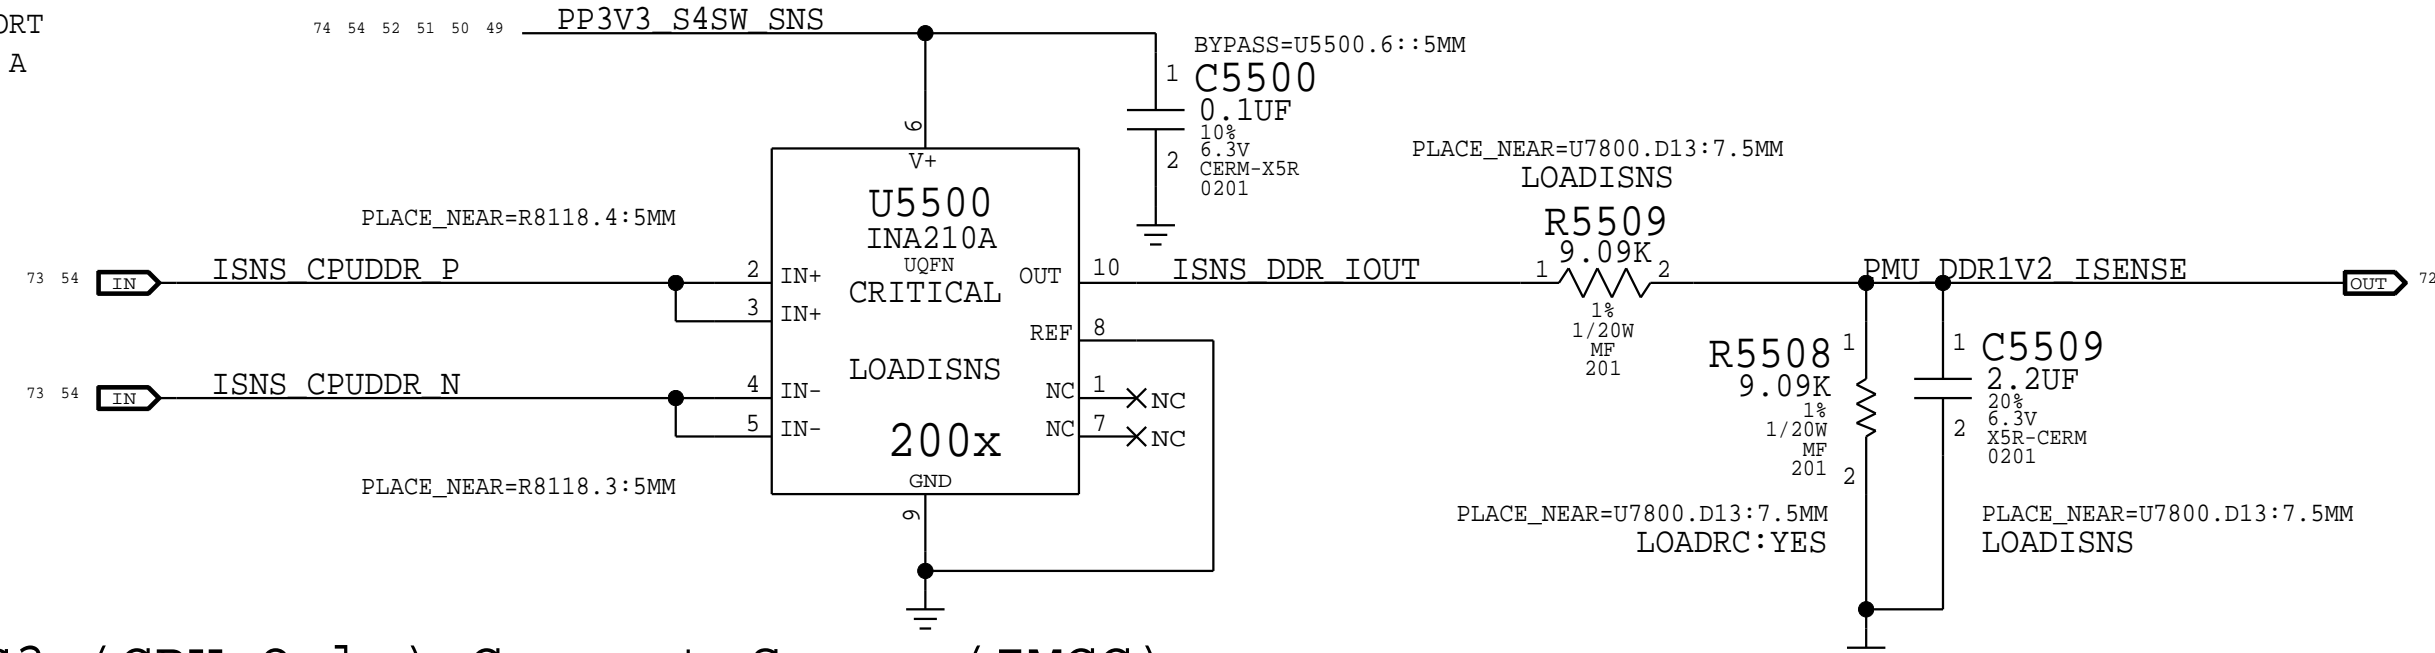 ORT
A
74 54 52 51 50 49
PP3V3_S4SW_SNS
BYPASS=U5500.6::5MM
1
C5500
0.1UF
10%
6.3V
CERM-X5R
0201
2
6
V+
U5500
INA210A
UQFN
CRITICAL
LOADISNS
200x
GND
9
PLACE_NEAR=R8118.4:5MM
73 54
IN
ISNS_CPUDDR_P
2
IN+
3
IN+
73 54
IN
ISNS_CPUDDR_N
4
IN-
5
IN-
PLACE_NEAR=R8118.3:5MM
OUT
10
ISNS_DDR_IOUT
REF
8
NC
1
NC
NC
7
NC
PLACE_NEAR=U7800.D13:7.5MM
LOADISNS
R5509
9.09K
1
2
1%
1/20W
MF
201
PMU_DDR1V2_ISENSE
OUT
72
R5508
9.09K
1%
1/20W
MF
201
1
2
PLACE_NEAR=U7800.D13:7.5MM
LOADRC:YES
1
C5509
2.2UF
20%
6.3V
X5R-CERM
0201
2
PLACE_NEAR=U7800.D13:7.5MM
LOADISNS